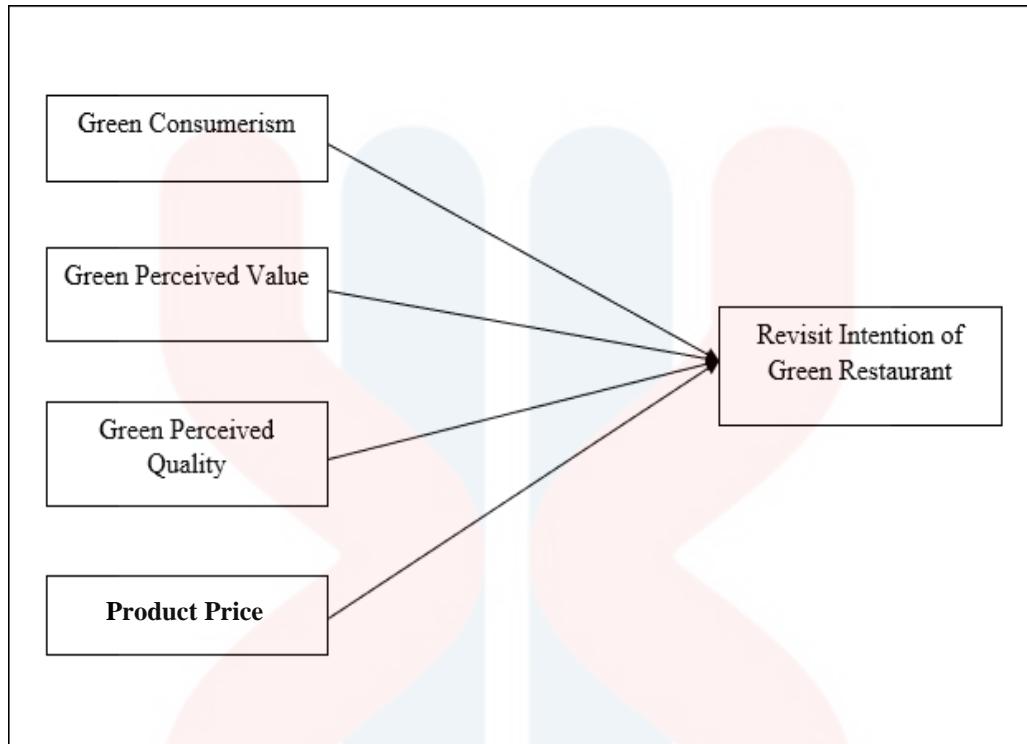 Green Consumerism
Green Perceived Value
Green Perceived
Quality
Product Price
Revisit Intention of
Green Restaurant